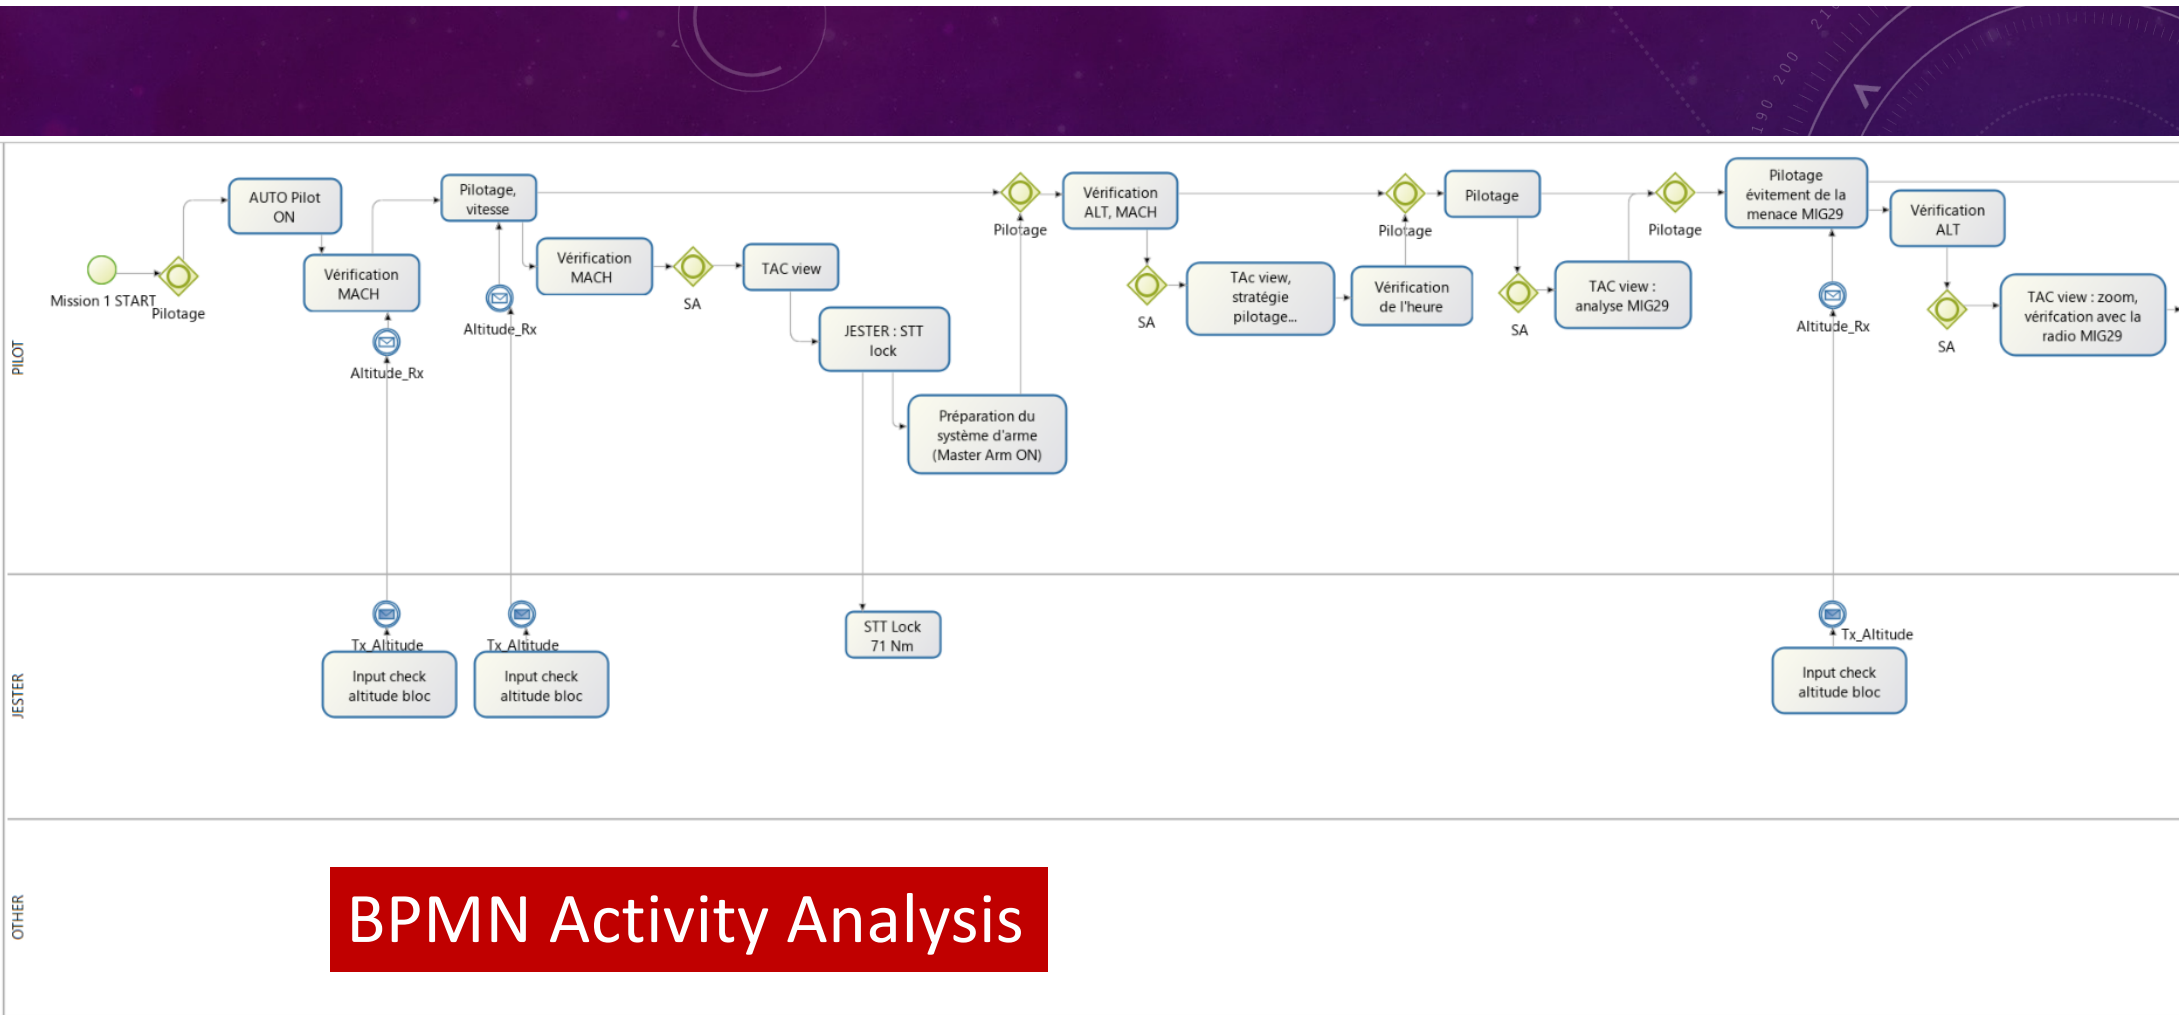 190 200 210
PILOT
Mission 1 START
Pilotage
AUTO Pilot
ON
Vérification
MACH
Altitude_Rx
Pilotage,
vitesse
Altitude_Rx
Vérification
MACH
SA
TAC view
JESTER : STT
lock
Préparation du
système d'arme
(Master Arm ON)
Pilotage
Vérification
ALT, MACH
SA
TAc view,
stratégie
pilotage...
Vérification
de l'heure
Pilotage
Pilotage
SA
TAC view :
analyse MIG29
Pilotage
Pilotage
évitement de la
menace MIG29
Altitude_Rx
Vérification
ALT
SA
TAC view : zoom,
vérifcation avec la
radio MIG29
JESTER
Tx_Altitude
Input check
altitude bloc
Tx_Altitude
Input check
altitude bloc
STT Lock
71 Nm
Tx_Altitude
Input check
altitude bloc
OTHER
BPMN Activity Analysis